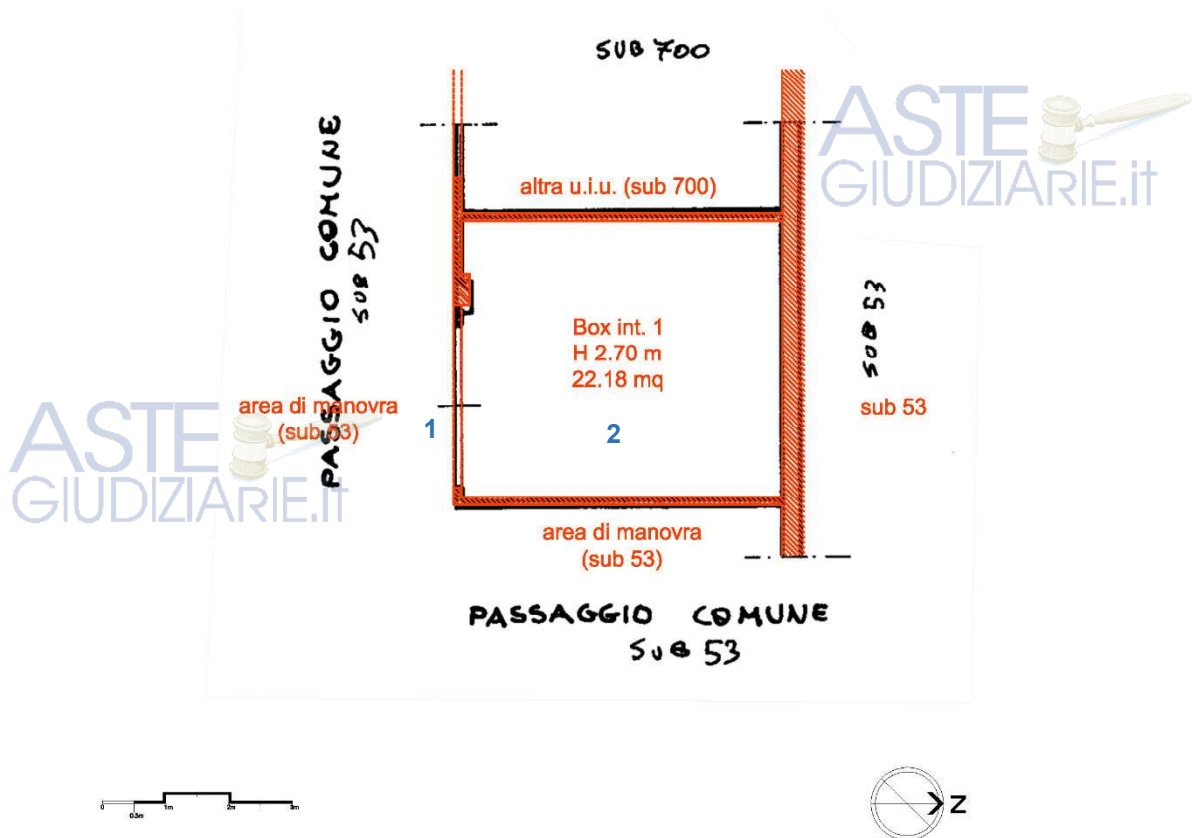 SUB 700
ASTE
GIUDIZIARIE.it
altra u.i.u. (sub 700)
PASSAGGIO COMUNE
SUB 53
Box int. 1
H 2.70 m
22.18 mq
SUB 53
sub 53
area di manovra
(sub 53)
1
2
ASTE
GIUDIZIARIE.it
area di manovra
(sub 53)
PASSAGGIO COMUNE
SUB 53
0
0.5m
1m
2m
3m
Z